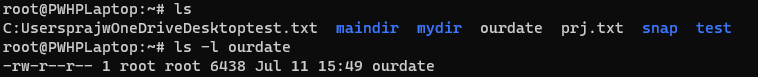 root@PWHPLaptop:~# ls
C:UsersprajwOneDriveDesktoptest.txt  maindir  mydir  ourdate  prj.txt  snap  test
root@PWHPLaptop:~# ls -l ourdate
-rw-r--r-- 1 root root 6438 Jul 11 15:49 ourdate